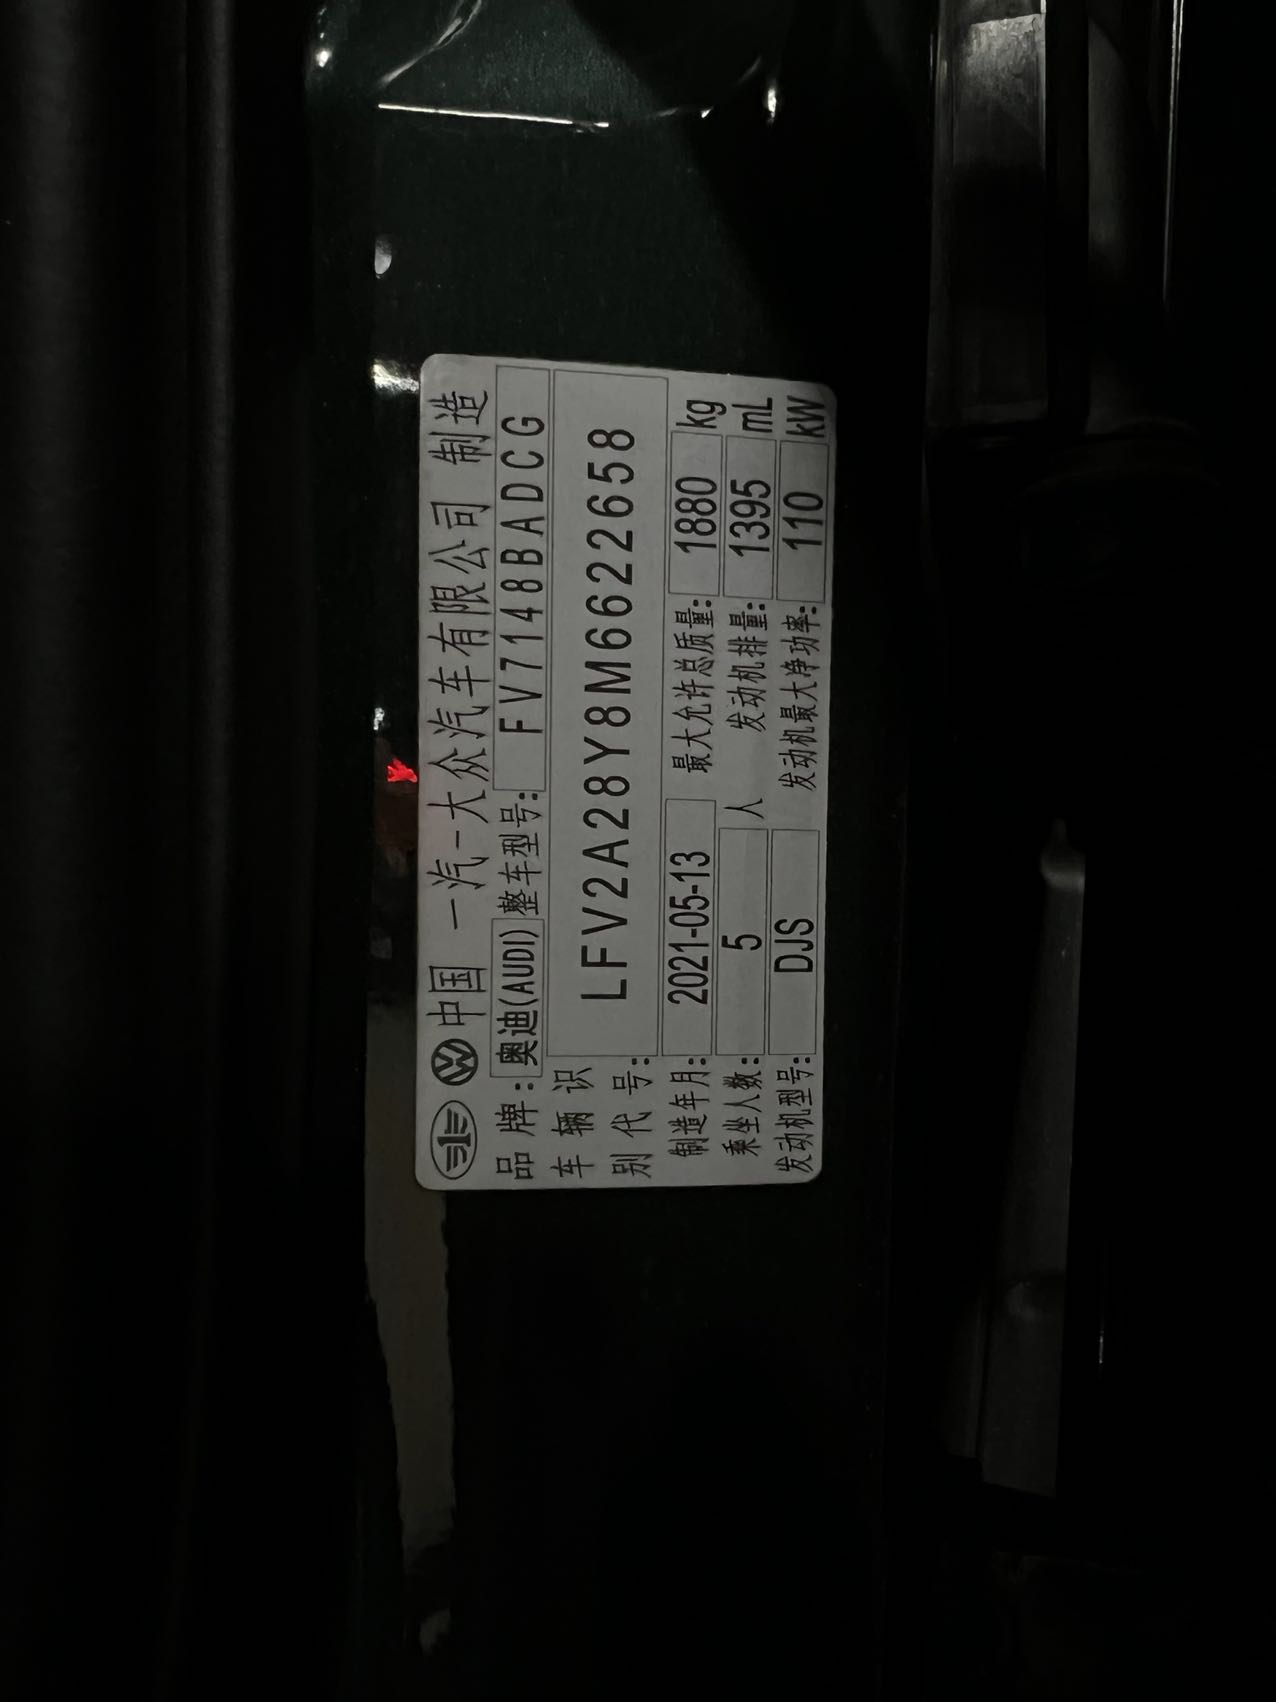 中国 一汽-大众汽车有限公司 制造
品牌:奥迪(AUDI) 整车型号:FV7148BADCG
车辆识别代号:LFV2A28Y8M6622658
制造年月:2021-05-13 最大允许总质量:1880 kg
乘坐人数:5 人 发动机排量:1395 mL
发动机型号:DJS 发动机最大净功率:110 kW